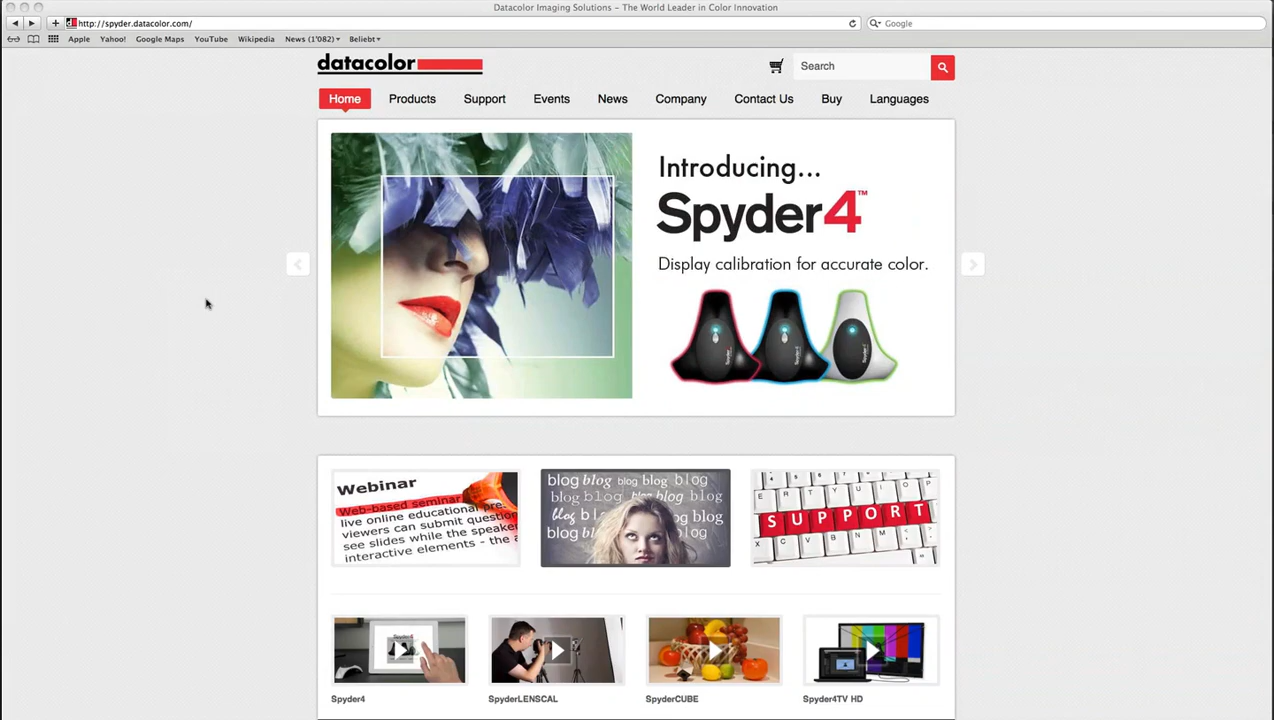 Datacolor Imaging Solutions – The World Leader in Color Innovation
http://spyder.datacolor.com/
Google
Apple Yahoo! Google Maps YouTube Wikipedia News (1'082) Beliebt
datacolor
Search
Home Products Support Events News Company Contact Us Buy Languages
Introducing...
Spyder4™
Display calibration for accurate color.
Webinar
Web-based seminar
live online educational pre
viewers can submit questio
see slides while the speake
interactive elements - the a
blog blog blog blog blog
blog blog blog blog
blog blog
blog blog
E R T Y U I O P
S U P P O R T
X C V B N M
Spyder4
Spyder4 SpyderLENSCAL SpyderCUBE Spyder4TV HD